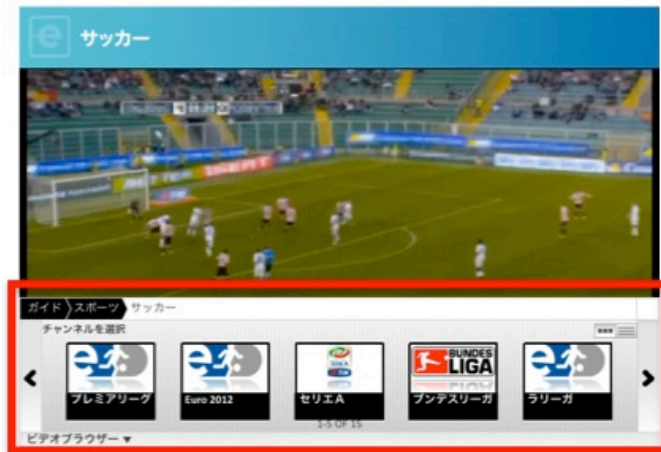 e サッカー
ガイド スポーツ サッカー
チャンネルを選択
プレミアリーグ
Euro 2012
SERIE A
TIM
セリエA
BUNDES
LIGA
ブンデスリーガ
ラリーガ
1-5 OF 15
ビデオブラウザー ▼